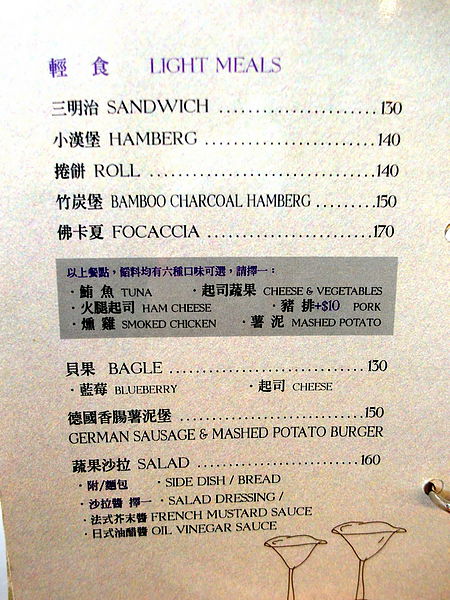 輕 食 LIGHT MEALS
三明治 SANDWICH ........................130
小漢堡 HAMBERG ........................140
捲餅 ROLL ........................140
竹炭堡 BAMBOO CHARCOAL HAMBERG .........150
佛卡夏 FOCACCIA ........................170
以上餐點，餡料均有六種口味可選，請擇一：
·鮪 魚 TUNA ·起司蔬果 CHEESE & VEGETABLES
·火腿起司 HAM CHEESE ·豬 排+$10 PORK
·燻 雞 SMOKED CHICKEN ·薯 泥 MASHED POTATO
貝果 BAGLE ........................130
·藍莓 BLUEBERRY ·起司 CHEESE
德國香腸薯泥堡 ........................150
GERMAN SAUSAGE & MASHED POTATO BURGER
蔬果沙拉 SALAD ........................160
·附/麵包 ·SIDE DISH / BREAD
·沙拉醬 擇一 ·SALAD DRESSING /
·法式芥末醬 FRENCH MUSTARD SAUCE
·日式油醋醬 OIL VINEGAR SAUCE